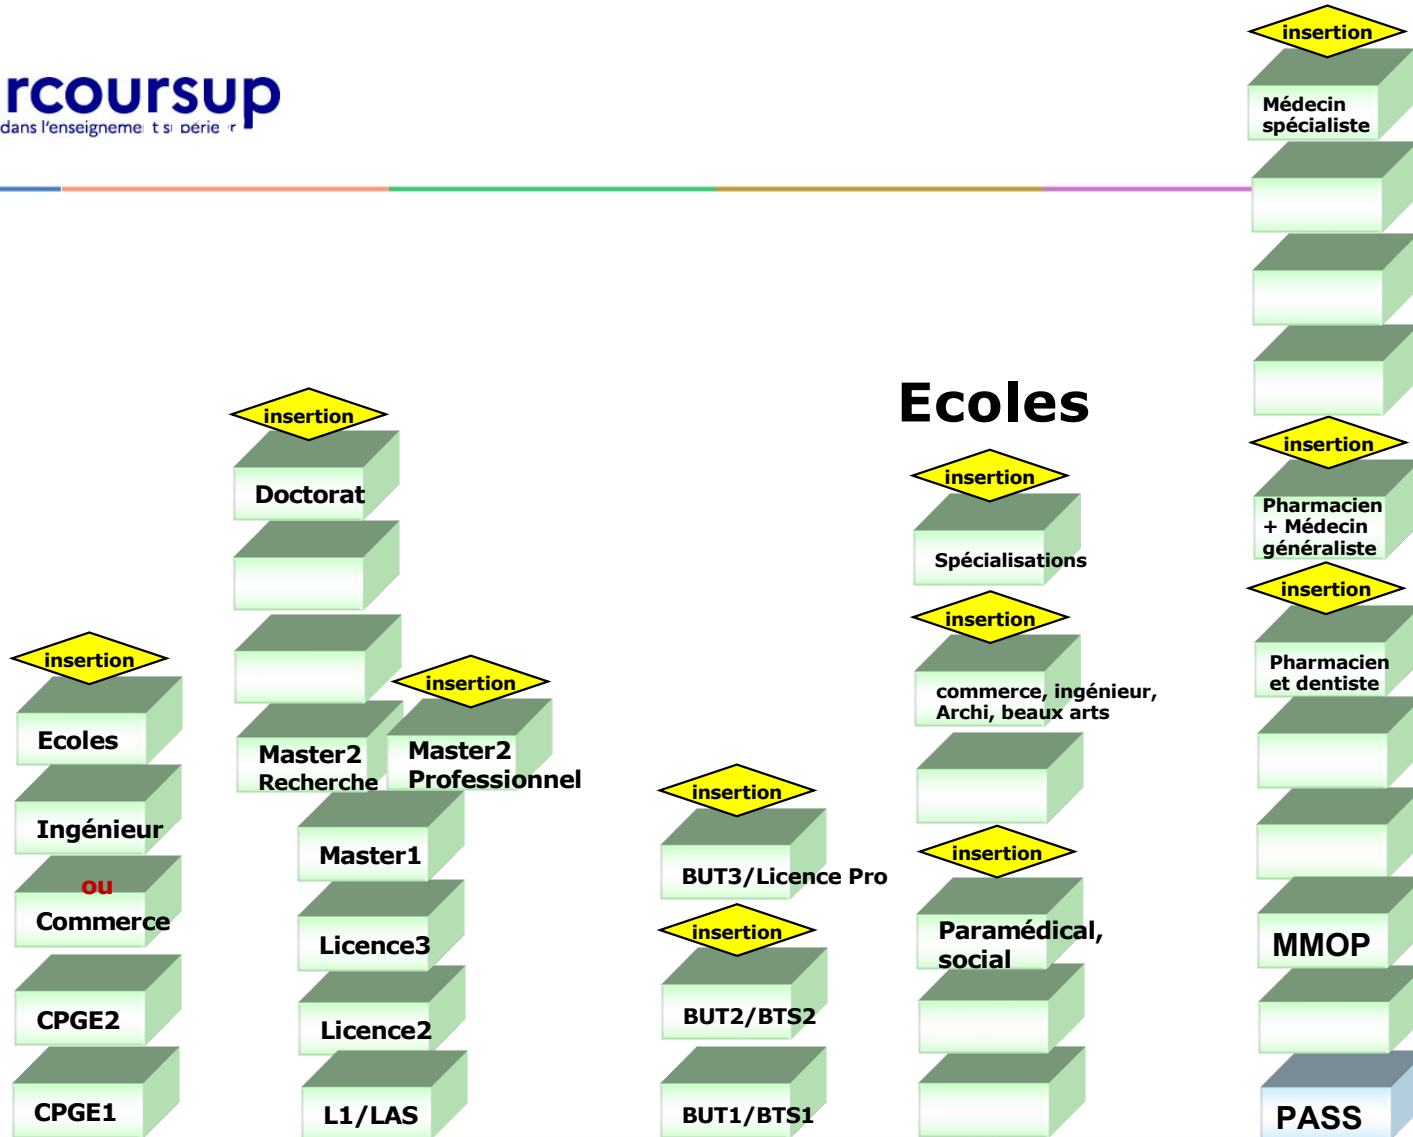 rcoursup
dans l'enseignement supérieur
Ecoles
insertion
Ecoles
Ingénieur
ou
Commerce
CPGE2
CPGE1
insertion
Doctorat
Master2
Recherche
insertion
Master2
Professionnel
Master1
Licence3
Licence2
L1/LAS
insertion
BUT3/Licence Pro
insertion
BUT2/BTS2
BUT1/BTS1
insertion
Spécialisations
insertion
commerce, ingénieur,
Archi, beaux arts
insertion
Paramédical,
social
insertion
Médecin
spécialiste
insertion
Pharmacien
+ Médecin
généraliste
insertion
Pharmacien
et dentiste
MMOP
PASS